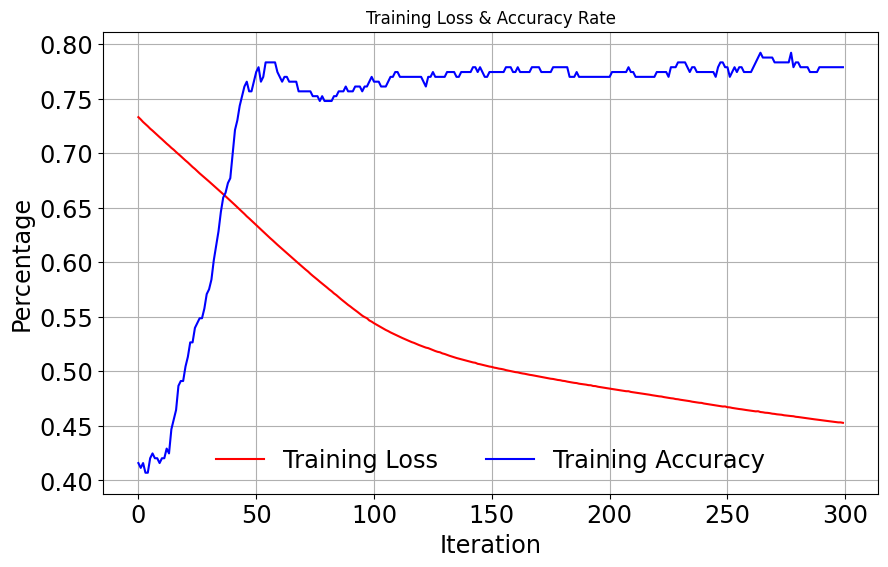 Training Loss & Accuracy Rate
0.80
0.75
0.70
0.65
0.60
0.55
0.50
0.45
0.40
Percentage
Training Loss
Training Accuracy
0 50 100 150 200 250 300
Iteration